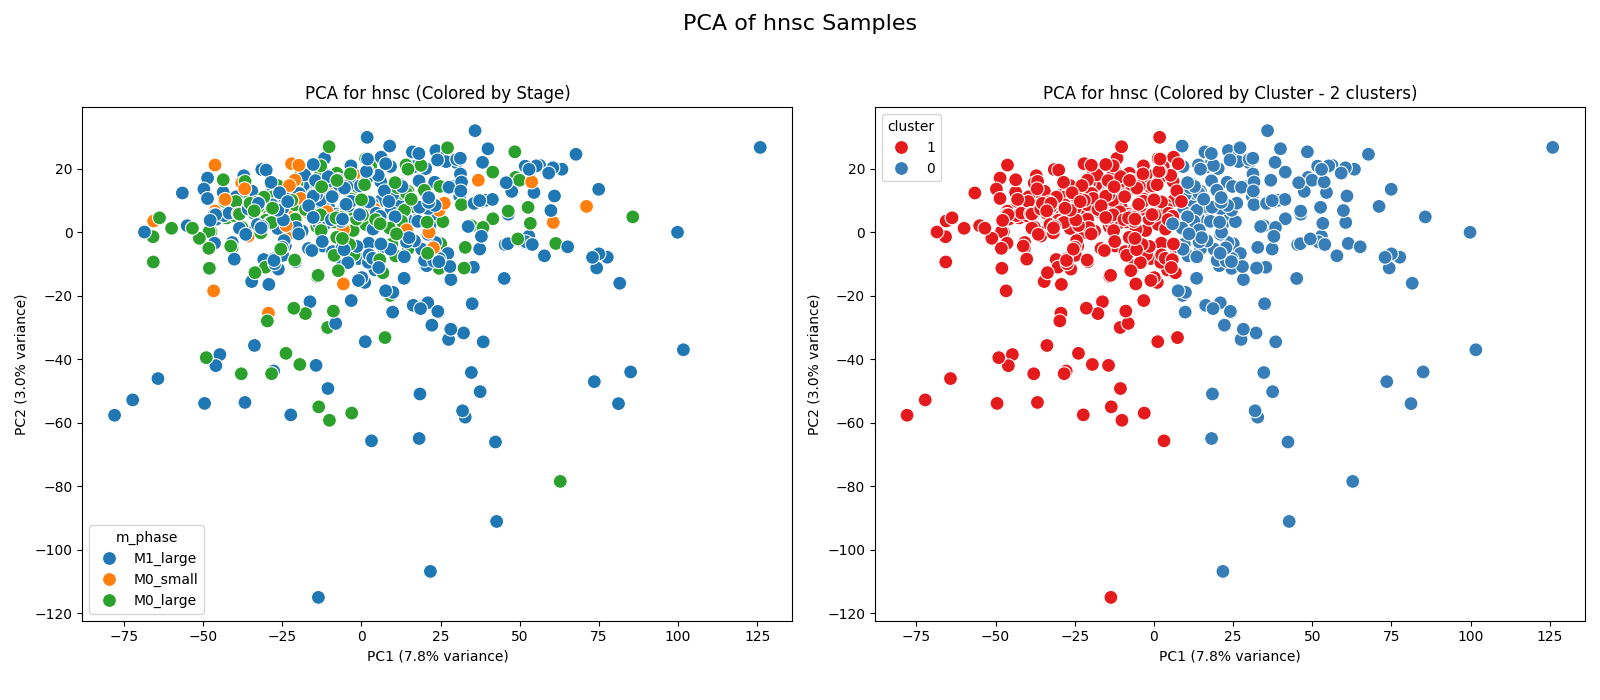 PCA of hnsc Samples
PCA for hnsc (Colored by Stage)
20
0
−20
−40
−60
−80
−100
−120
PC2 (3.0% variance)
m_phase
M1_large
M0_small
M0_large
−75 −50 −25 0 25 50 75 100 125
PC1 (7.8% variance)
PCA for hnsc (Colored by Cluster - 2 clusters)
cluster
1
0
20
0
−20
−40
−60
−80
−100
−120
PC2 (3.0% variance)
−75 −50 −25 0 25 50 75 100 125
PC1 (7.8% variance)